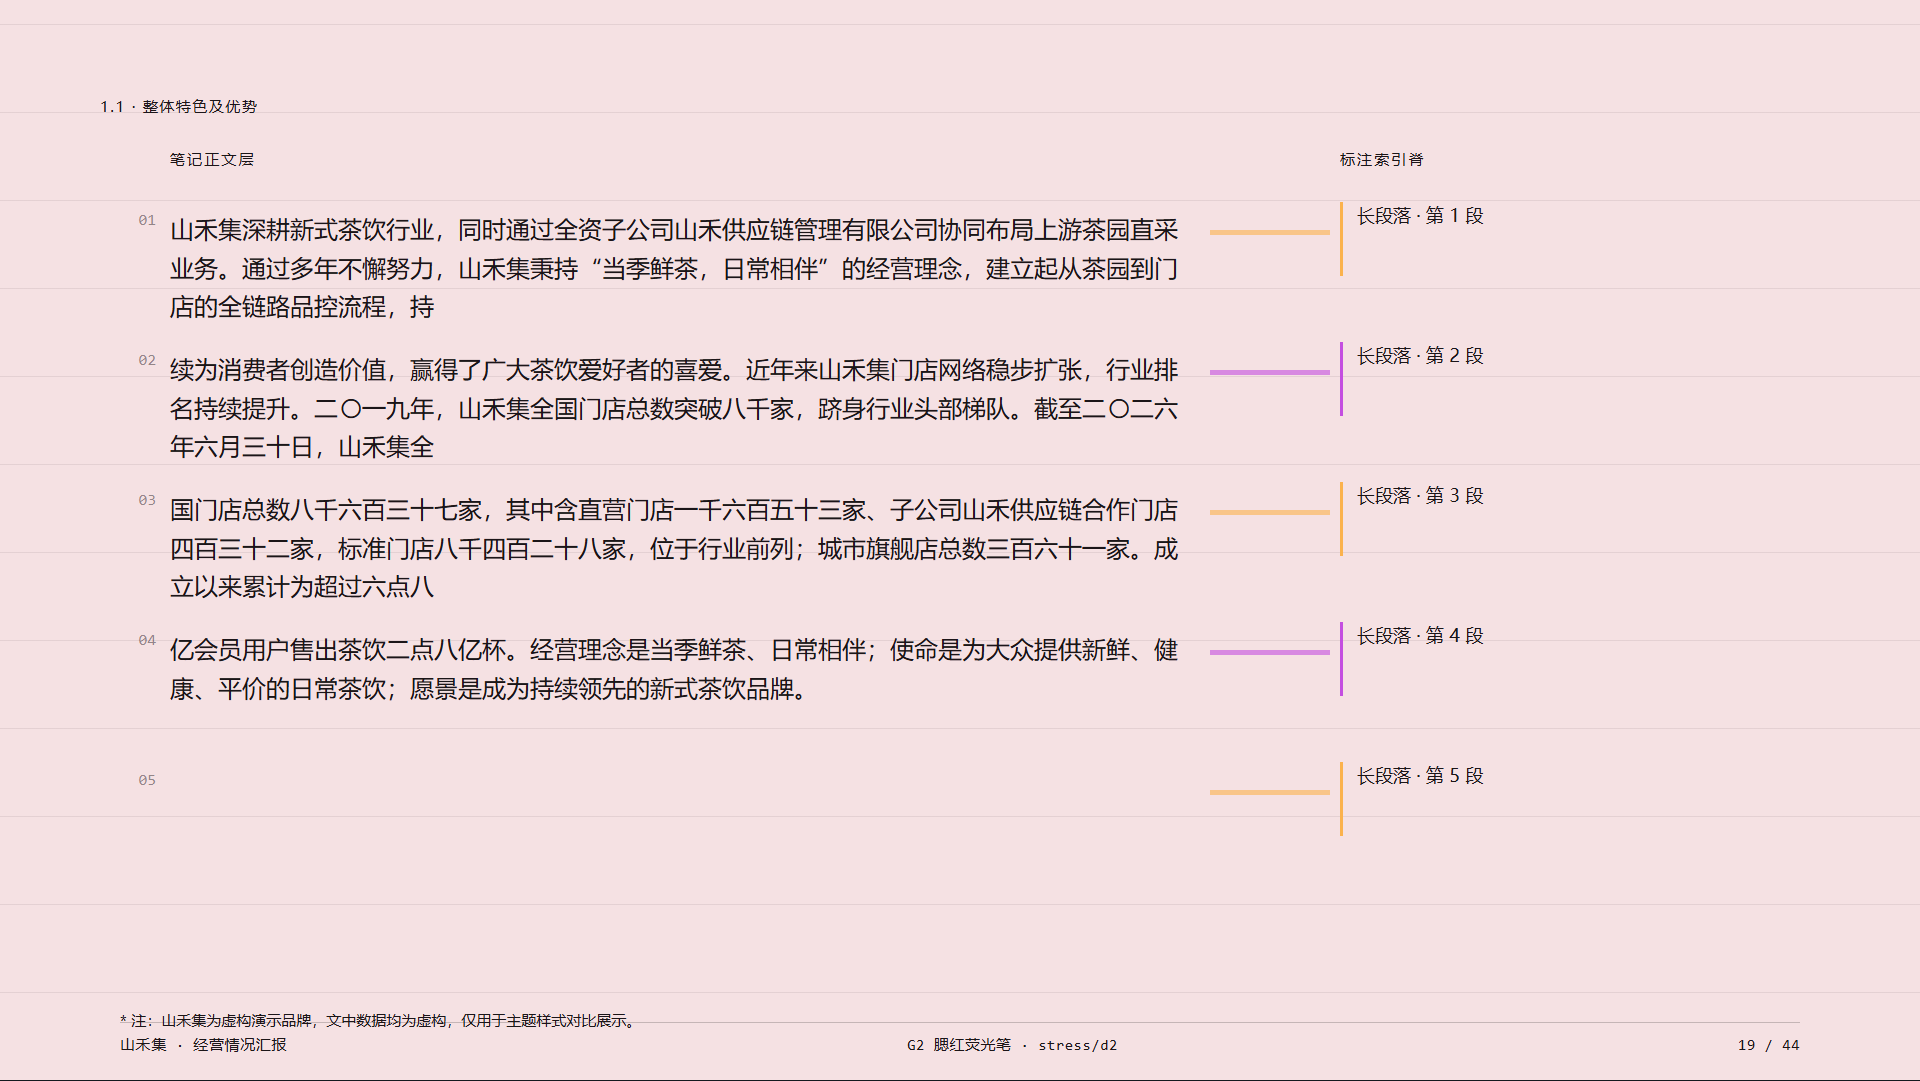 1.1 · 整体特色及优势
笔记正文层
标注索引脊
01
山禾集深耕新式茶饮行业，同时通过全资子公司山禾供应链管理有限公司协同布局上游茶园直采
业务。通过多年不懈努力，山禾集秉持“当季鲜茶，日常相伴”的经营理念，建立起从茶园到门
店的全链路品控流程，持
长段落 · 第 1 段
02
续为消费者创造价值，赢得了广大茶饮爱好者的喜爱。近年来山禾集门店网络稳步扩张，行业排
名持续提升。二〇一九年，山禾集全国门店总数突破八千家，跻身行业头部梯队。截至二〇二六
年六月三十日，山禾集全
长段落 · 第 2 段
03
国门店总数八千六百三十七家，其中含直营门店一千六百五十三家、子公司山禾供应链合作门店
四百三十二家，标准门店八千四百二十八家，位于行业前列；城市旗舰店总数三百六十一家。成
立以来累计为超过六点八
长段落 · 第 3 段
04
亿会员用户售出茶饮二点八亿杯。经营理念是当季鲜茶、日常相伴；使命是为大众提供新鲜、健
康、平价的日常茶饮；愿景是成为持续领先的新式茶饮品牌。
长段落 · 第 4 段
05
长段落 · 第 5 段
* 注：山禾集为虚构演示品牌，文中数据均为虚构，仅用于主题样式对比展示。
山禾集 · 经营情况汇报
G2 腮红荧光笔 · stress/d2
19 / 44